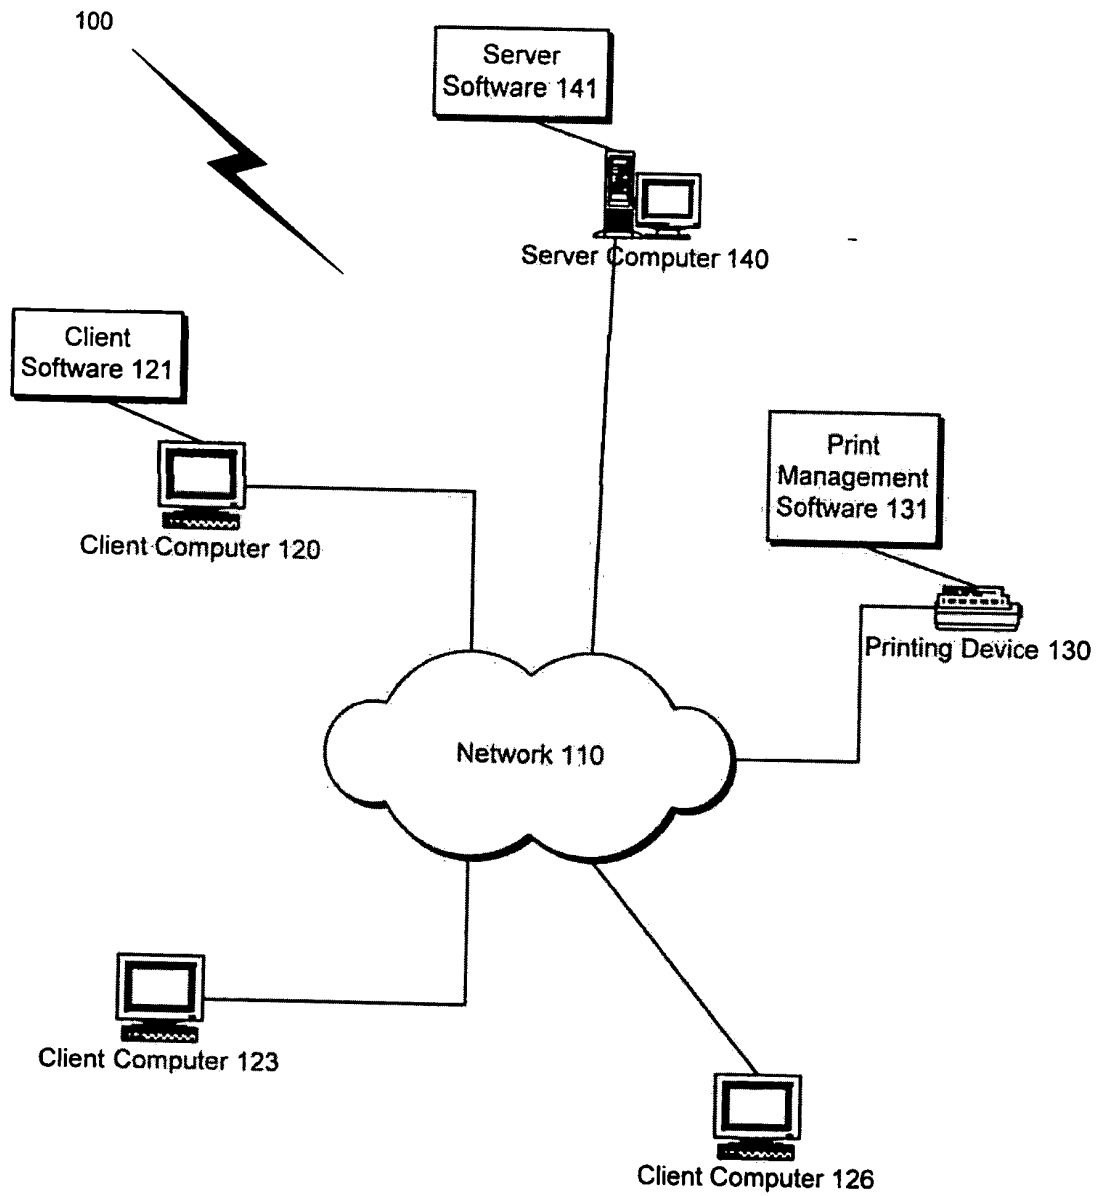 100
Server
Software 141
Server Computer 140
Client
Software 121
Client Computer 120
Print
Management
Software 131
Printing Device 130
Network 110
Client Computer 123
Client Computer 126